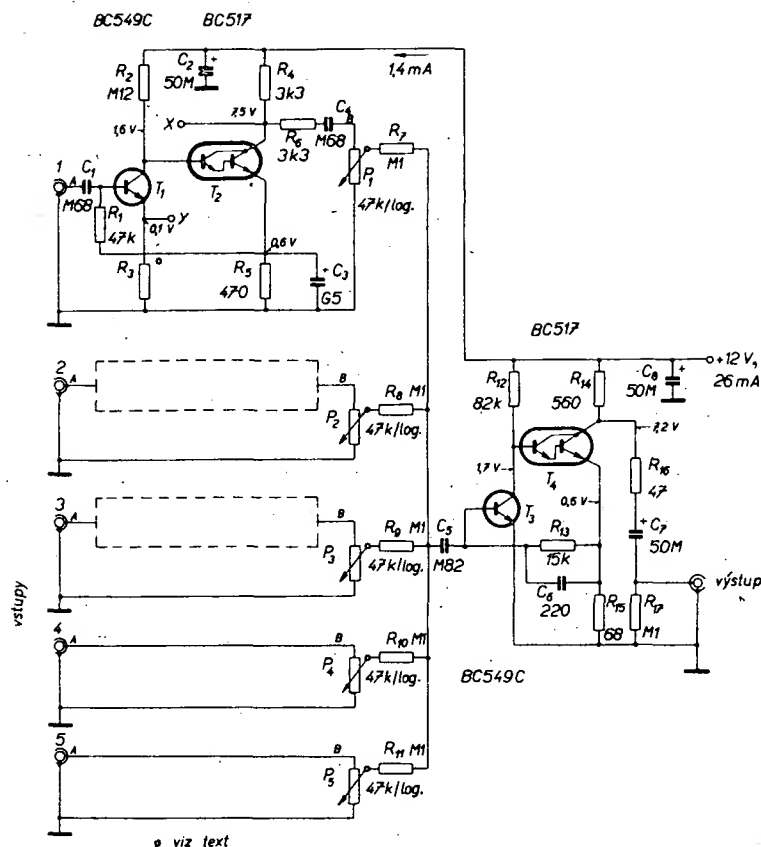 BC549C
BC517
R2
M12
C2
50M
+
R4
3k3
1,4 mA
1,6 V
X
7,5 V
R6
3k3
C4
M68
B
R7
M1
P1
47k/log.
1
A
C1
M68
T1
T2
R1
47k
Y
0,1 V
0,6 V
R3
R5
470
+ C3
G5
2
A
B
R8 M1
P2
47k/log.
3
A
B
R9 M1
P3
47k/log.
C5
M82
4
A
B
R10 M1
P4
47k/log.
5
A
B
R11 M1
P5
47k/log.
vstupy
BC517
R12
82k
R14
560
C8
50M
+
+12 V,
26 mA
7,2 V
T4
1,7 V
0,6 V
R16
47
T3
R13
15k
+ C7
50M
C6
220
R15
68
R17
M1
výstup
BC549C
viz text